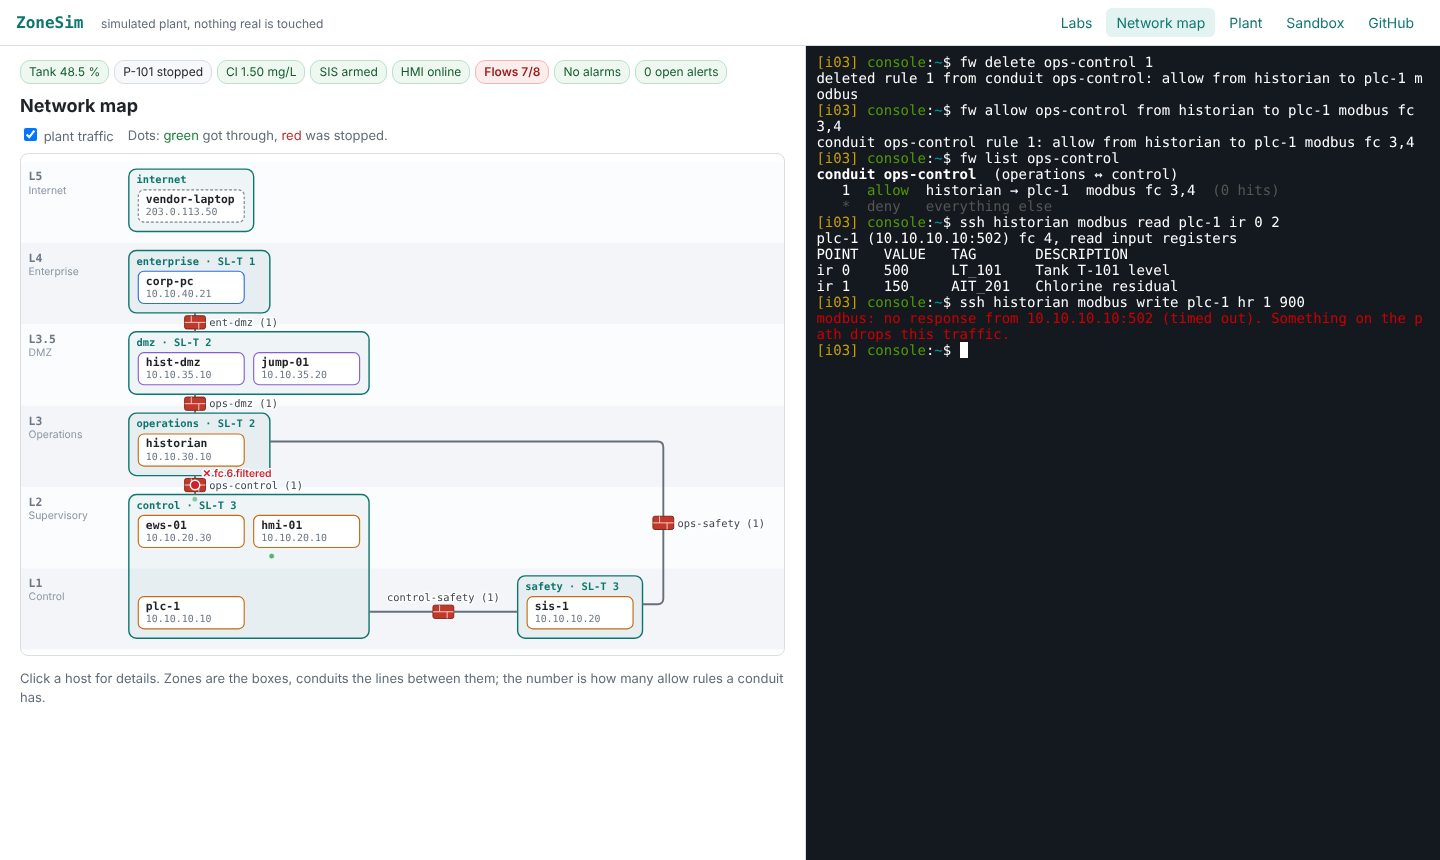 ZoneSim simulated plant, nothing real is touched Labs Network map Plant Sandbox GitHub
Tank 48.5 % P-101 stopped Cl 1.50 mg/L SIS armed HMI online Flows 7/8 No alarms 0 open alerts
Network map
plant traffic Dots: green got through, red was stopped.
L5
Internet
internet
vendor-laptop
203.0.113.50
L4
Enterprise
enterprise · SL-T 1
corp-pc
10.10.40.21
ent-dmz (1)
L3.5
DMZ
dmz · SL-T 2
hist-dmz
10.10.35.10
jump-01
10.10.35.20
ops-dmz (1)
L3
Operations
operations · SL-T 2
historian
10.10.30.10
✕ fc 6 filtered
ops-control (1)
L2
Supervisory
control · SL-T 3
ews-01
10.10.20.30
hmi-01
10.10.20.10
ops-safety (1)
L1
Control
plc-1
10.10.10.10
control-safety (1)
safety · SL-T 3
sis-1
10.10.10.20
Click a host for details. Zones are the boxes, conduits the lines between them; the number is how many allow rules a conduit
has.
[i03] console:~$ fw delete ops-control 1
deleted rule 1 from conduit ops-control: allow from historian to plc-1 m
odbus
[i03] console:~$ fw allow ops-control from historian to plc-1 modbus fc
3,4
conduit ops-control rule 1: allow from historian to plc-1 modbus fc 3,4
[i03] console:~$ fw list ops-control
conduit ops-control (operations ↔ control)
1 allow historian → plc-1 modbus fc 3,4 (0 hits)
* deny everything else
[i03] console:~$ ssh historian modbus read plc-1 ir 0 2
plc-1 (10.10.10.10:502) fc 4, read input registers
POINT VALUE TAG DESCRIPTION
ir 0 500 LT_101 Tank T-101 level
ir 1 150 AIT_201 Chlorine residual
[i03] console:~$ ssh historian modbus write plc-1 hr 1 900
modbus: no response from 10.10.10.10:502 (timed out). Something on the p
ath drops this traffic.
[i03] console:~$